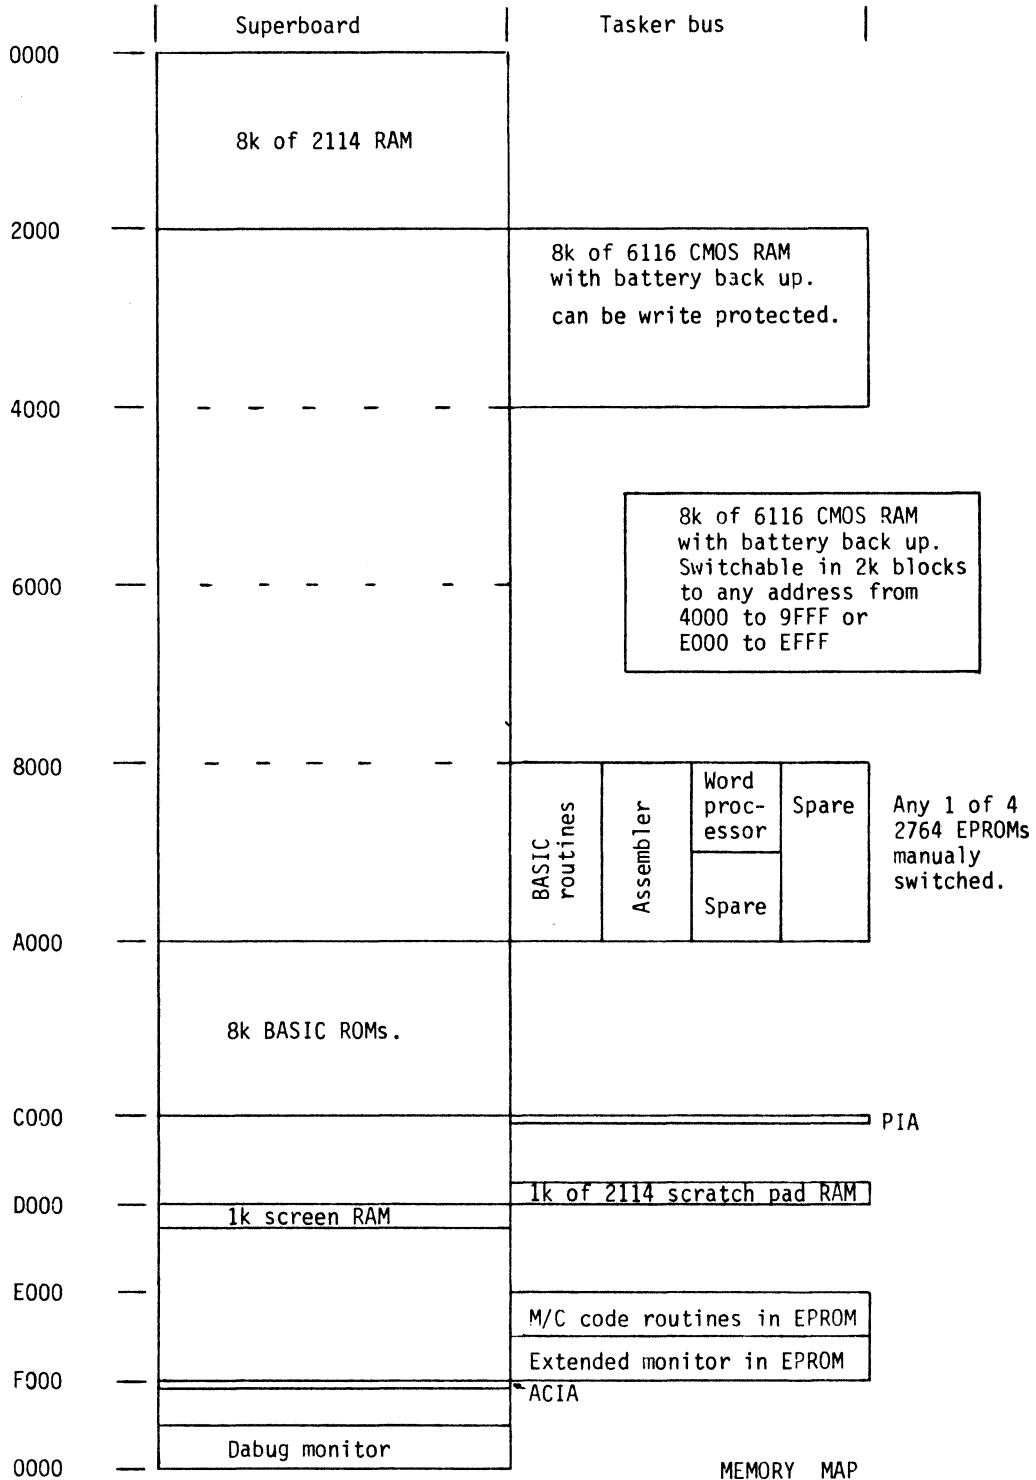 Superboard
Tasker bus
0000
8k of 2114 RAM
2000
8k of 6116 CMOS RAM
with battery back up.
can be write protected.
4000
8k of 6116 CMOS RAM
with battery back up.
Switchable in 2k blocks
to any address from
4000 to 9FFF or
E000 to EFFF
6000
8000
BASIC
routines
Assembler
Word
proc-
essor
Spare
Spare
Any 1 of 4
2764 EPROMs
manualy
switched.
A000
8k BASIC ROMs.
C000
PIA
1k of 2114 scratch pad RAM
D000
1k screen RAM
E000
M/C code routines in EPROM
Extended monitor in EPROM
F000
ACIA
Dabug monitor
0000
MEMORY MAP